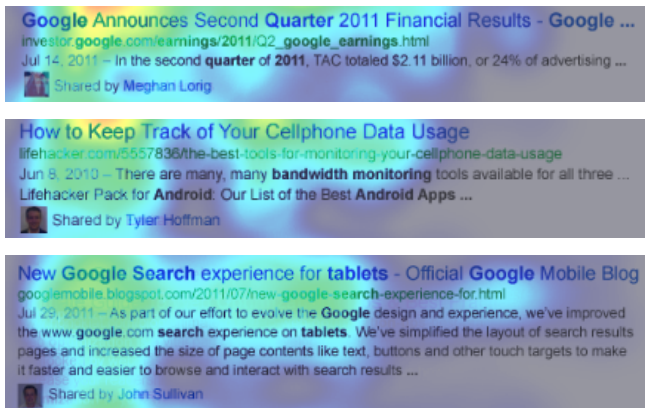 Google Announces Second Quarter 2011 Financial Results - Google ...
investor.google.com/earnings/2011/Q2_google_earnings.html
Jul 14, 2011 – In the second quarter of 2011, TAC totaled $2.11 billion, or 24% of advertising ...
Shared by Meghan Lorig
How to Keep Track of Your Cellphone Data Usage
lifehacker.com/5557836/the-best-tools-for-monitoring-your-cellphone-data-usage
Jun 8, 2010 – There are many, many bandwidth monitoring tools available for all three ...
Lifehacker Pack for Android: Our List of the Best Android Apps ...
Shared by Tyler Hoffman
New Google Search experience for tablets - Official Google Mobile Blog
googlemobile.blogspot.com/2011/07/new-google-search-experience-for.html
Jul 29, 2011 – As part of our effort to evolve the Google design and experience, we've improved
the www.google.com search experience on tablets. We've simplified the layout of search results
pages and increased the size of page contents like text, buttons and other touch targets to make
it faster and easier to browse and interact with search results ...
Shared by John Sullivan